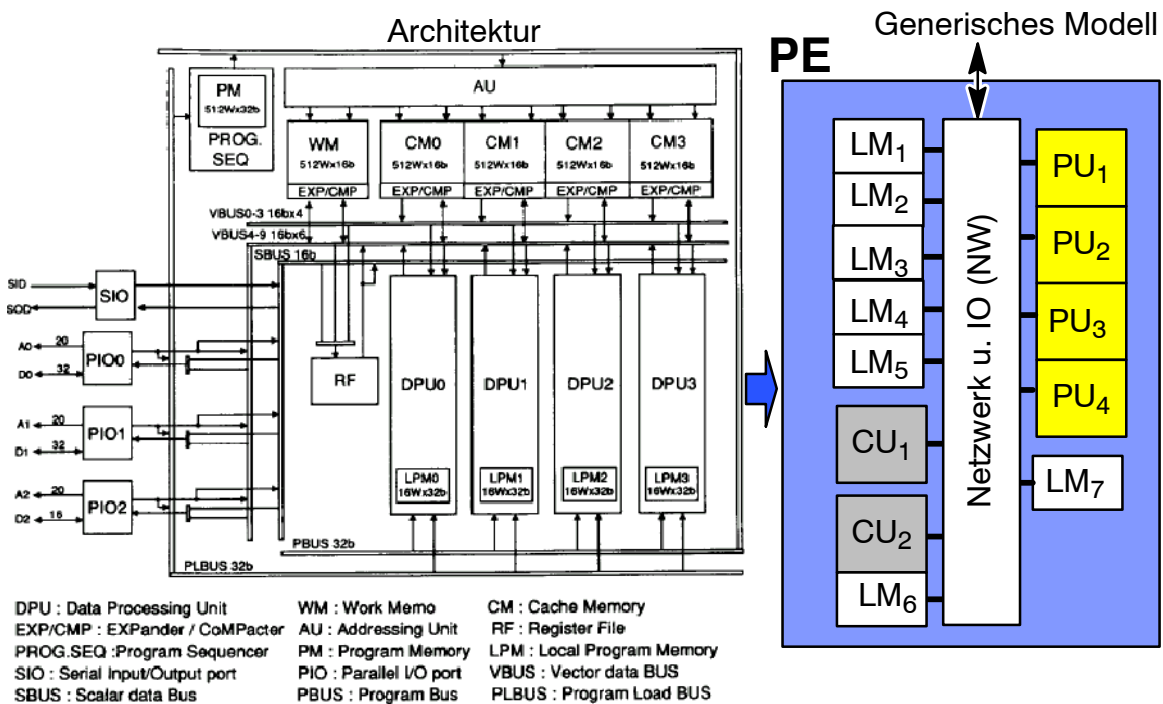 Architektur
Generisches Modell
PE
PM
512Wx32b
PROG.
SEQ
AU
WM
512Wx16b
EXP/CMP
CM0
512Wx16b
EXP/CMP
CM1
512Wx16b
EXP/CMP
CM2
512Wx16b
EXP/CMP
CM3
512Wx16b
EXP/CMP
VBUS0-3 16bx4
VBUS4-9 16bx6
SBUS 16b
SID
SOD
SIO
A0
20
D0
32
PIO0
A1
20
D1
32
PIO1
A2
20
D2
16
PIO2
RF
DPU0
DPU1
DPU2
DPU3
LPM0
16Wx32b
LPM1
16Wx32b
LPM2
16Wx32b
LPM3
16Wx32b
PBUS 32b
PLBUS 32b
LM1
LM2
LM3
LM4
LM5
CU1
CU2
LM6
Netzwerk u. IO (NW)
PU1
PU2
PU3
PU4
LM7
DPU : Data Processing Unit
WM : Work Memo
CM : Cache Memory
EXP/CMP : EXPander / CoMPacter
AU : Addressing Unit
RF : Register File
PROG.SEQ :Program Sequencer
PM : Program Memory
LPM : Local Program Memory
SIO : Serial Input/Output port
PIO : Parallel I/O port
VBUS : Vector data BUS
SBUS : Scalar data Bus
PBUS : Program Bus
PLBUS : Program Load BUS